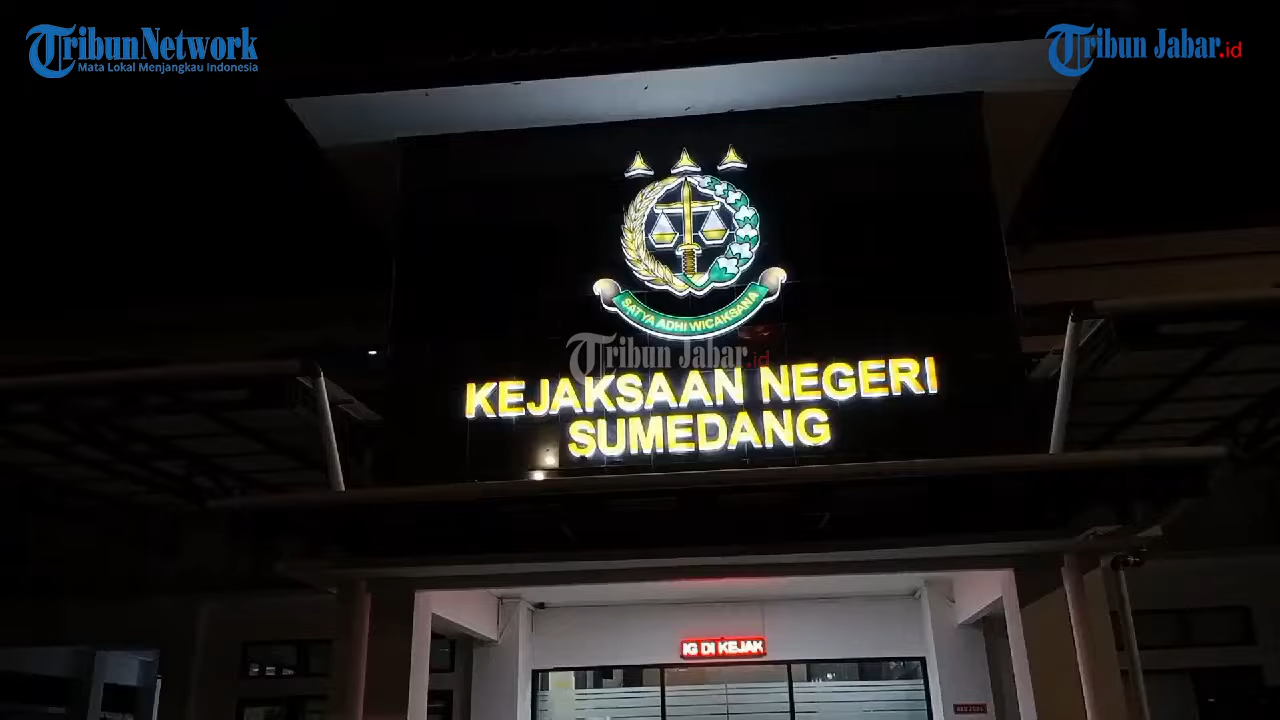 TribunNetwork
Mata Lokal Menjangkau Indonesia
Tribun Jabar.id
SATYA ADHI WICAKSANA
Tribun Jabar.id
KEJAKSAAN NEGERI
SUMEDANG
IG DI KEJAK